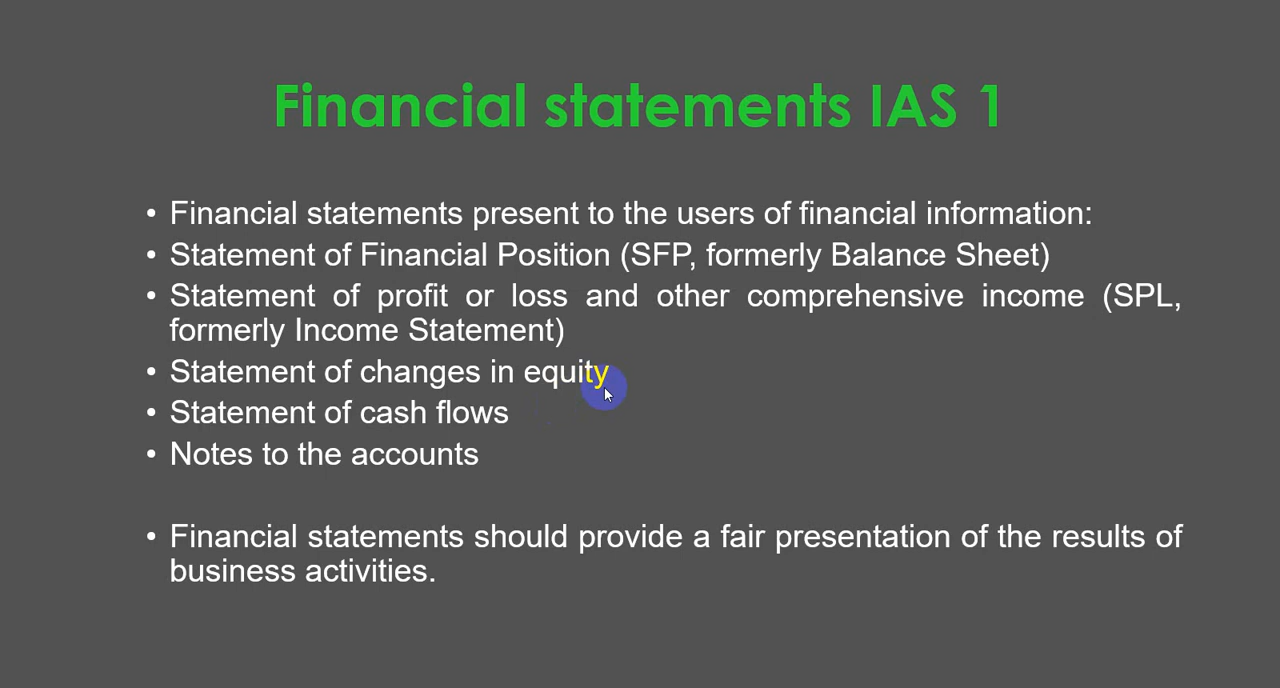 Financial statements IAS 1
• Financial statements present to the users of financial information:
• Statement of Financial Position (SFP, formerly Balance Sheet)
• Statement of profit or loss and other comprehensive income (SPL,
formerly Income Statement)
• Statement of changes in equity
• Statement of cash flows
• Notes to the accounts
• Financial statements should provide a fair presentation of the results of
business activities.